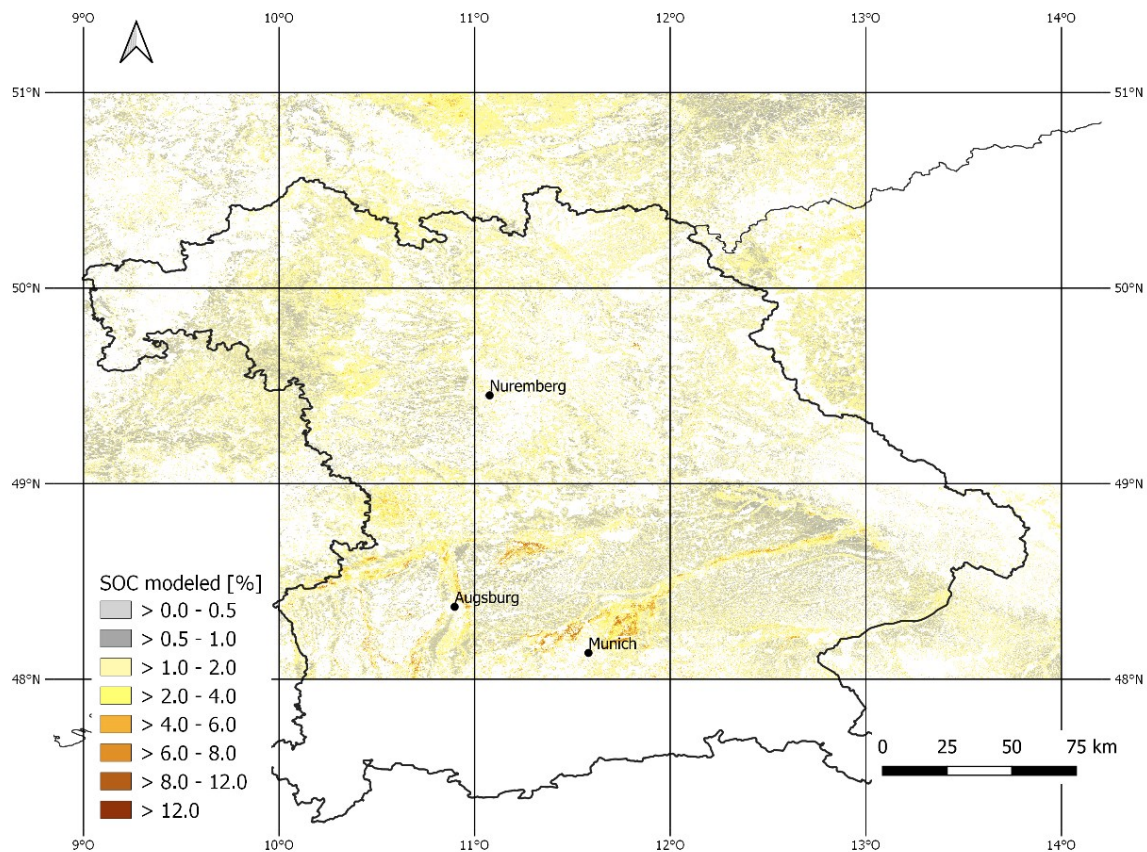 9°O 10°O 11°O 12°O 13°O 14°O
51°N 51°N
50°N 50°N
Nuremberg
49°N 49°N
SOC modeled [%]
> 0.0 - 0.5
> 0.5 - 1.0
> 1.0 - 2.0
> 2.0 - 4.0
> 4.0 - 6.0
> 6.0 - 8.0
> 8.0 - 12.0
> 12.0
Augsburg
Munich
48°N 48°N
0 25 50 75 km
9°O 10°O 11°O 12°O 13°O 14°O